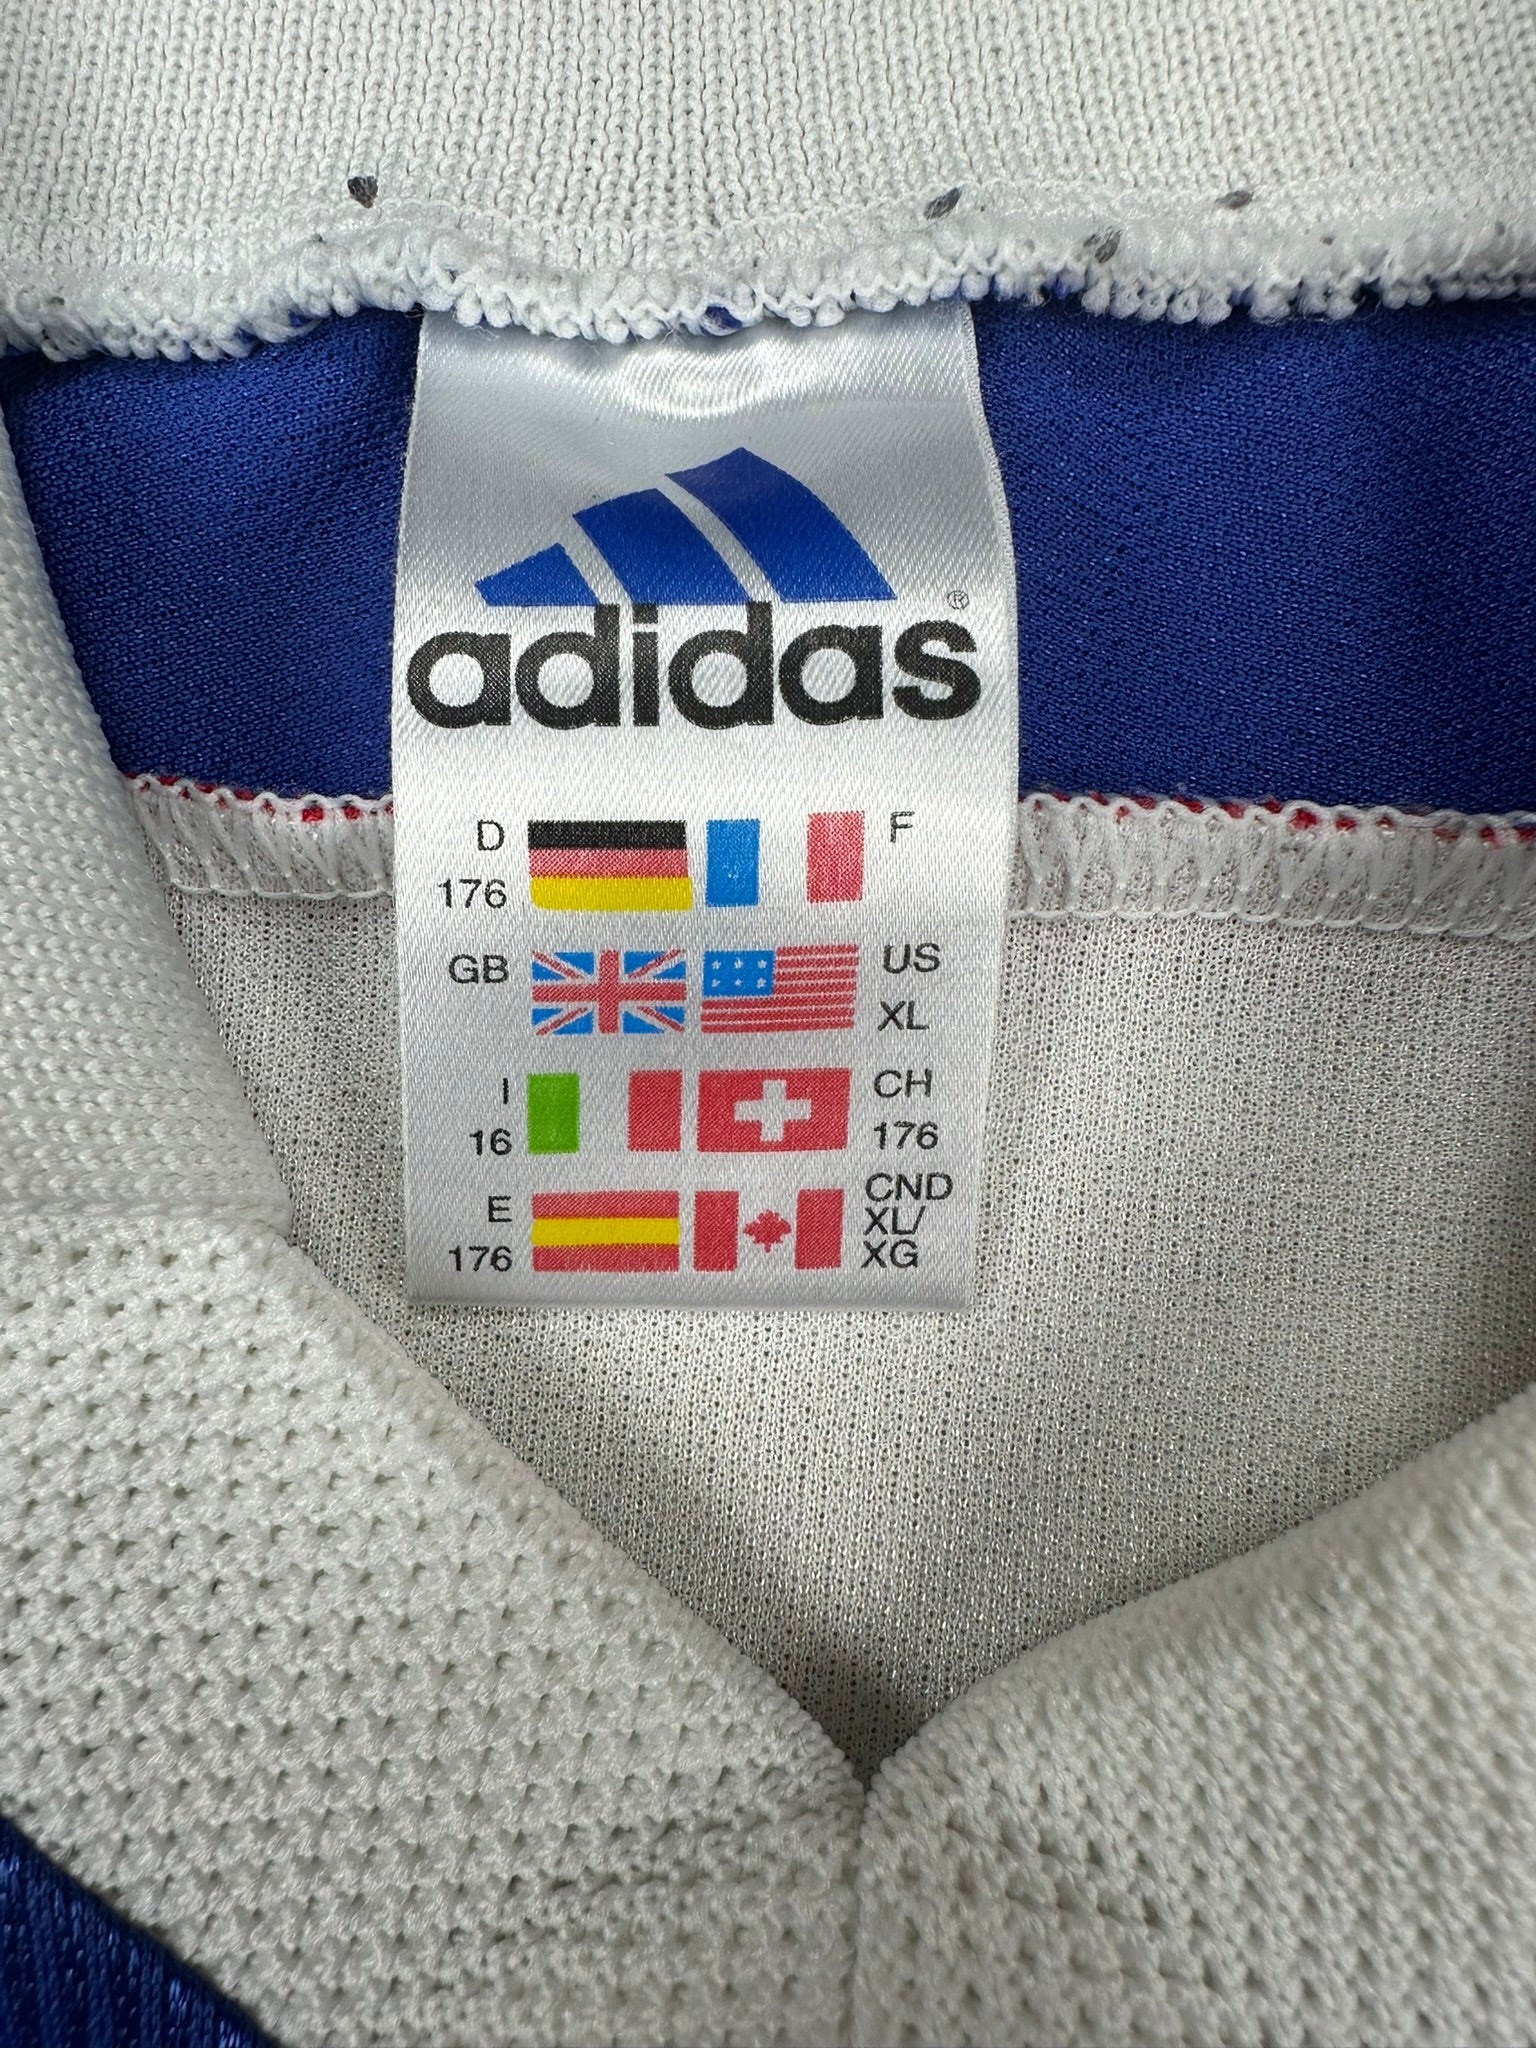 adidas®
D F
176
GB US
XL
I CH
16 176
E CND
176 XL/
XG